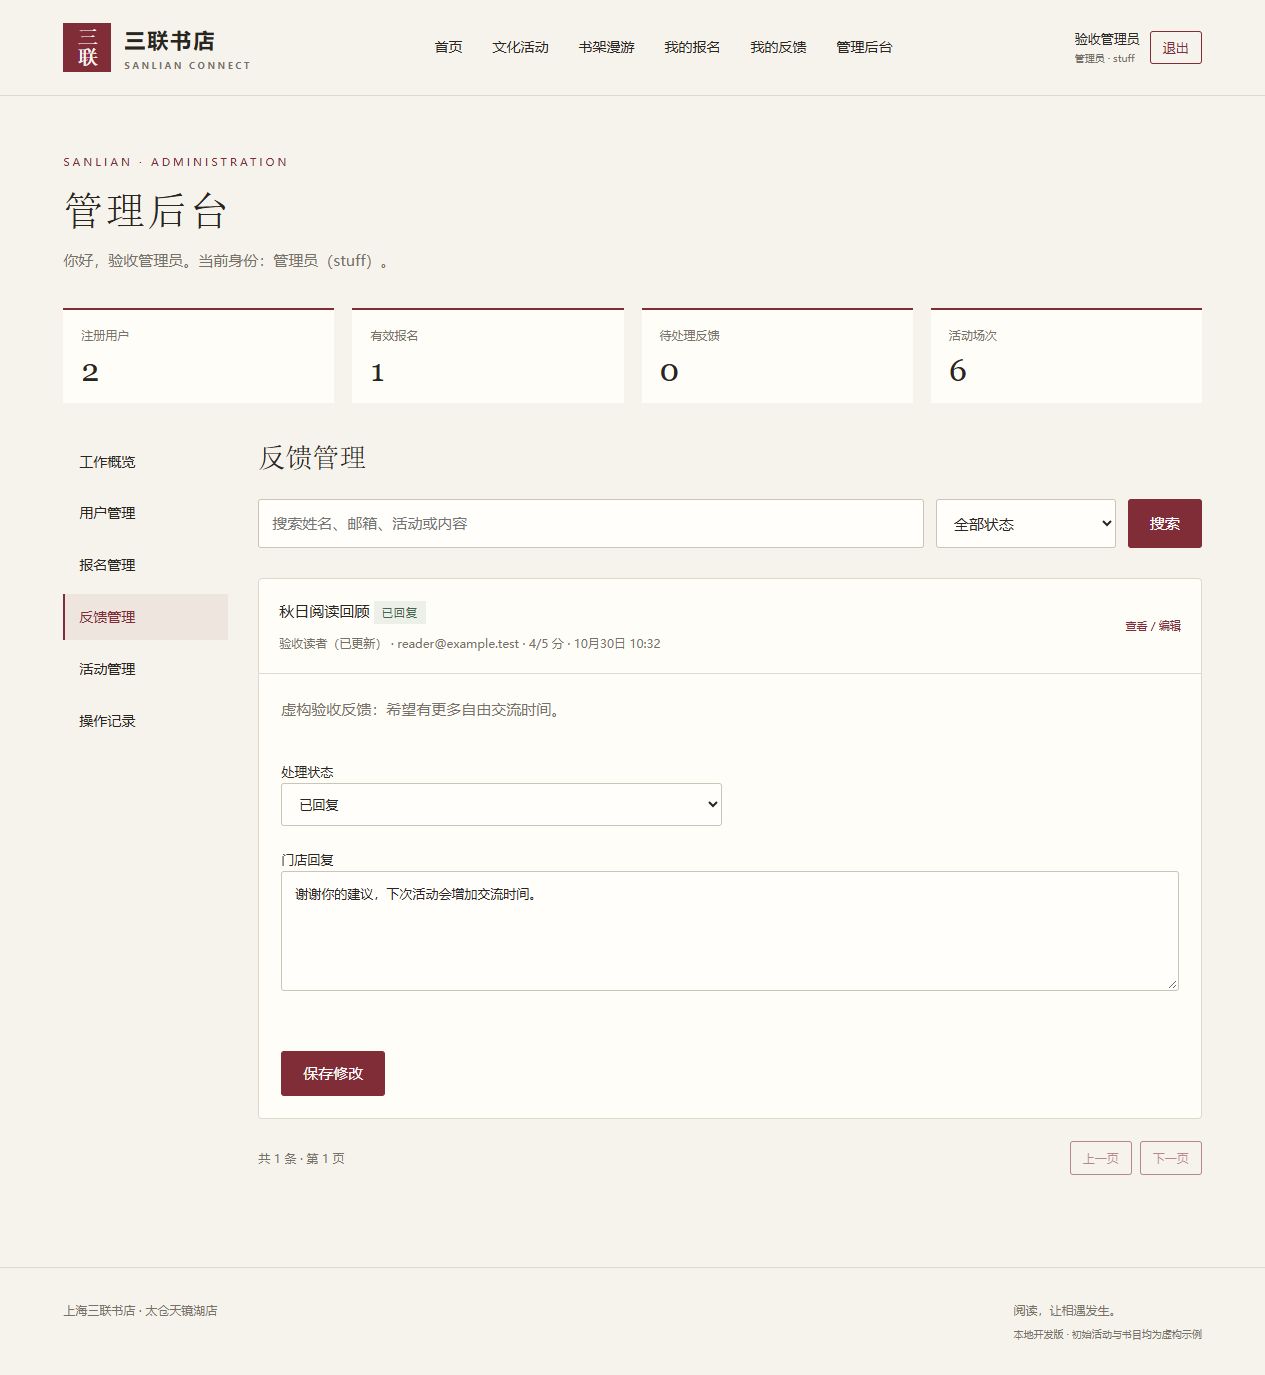 三联
三联书店
SANLIAN CONNECT
首页 文化活动 书架漫游 我的报名 我的反馈 管理后台
验收管理员
管理员 · stuff
退出
SANLIAN · ADMINISTRATION
管理后台
你好，验收管理员。当前身份：管理员（stuff）。
注册用户
2
有效报名
1
待处理反馈
0
活动场次
6
工作概览
用户管理
报名管理
反馈管理
活动管理
操作记录
反馈管理
搜索姓名、邮箱、活动或内容
全部状态
搜索
秋日阅读回顾 已回复
验收读者（已更新） · reader@example.test · 4/5 分 · 10月30日 10:32
查看 / 编辑
虚构验收反馈：希望有更多自由交流时间。
处理状态
已回复
门店回复
谢谢你的建议，下次活动会增加交流时间。
保存修改
共 1 条 · 第 1 页
上一页
下一页
上海三联书店 · 太仓天镜湖店
阅读，让相遇发生。
本地开发版 · 初始活动与书目均为虚构示例